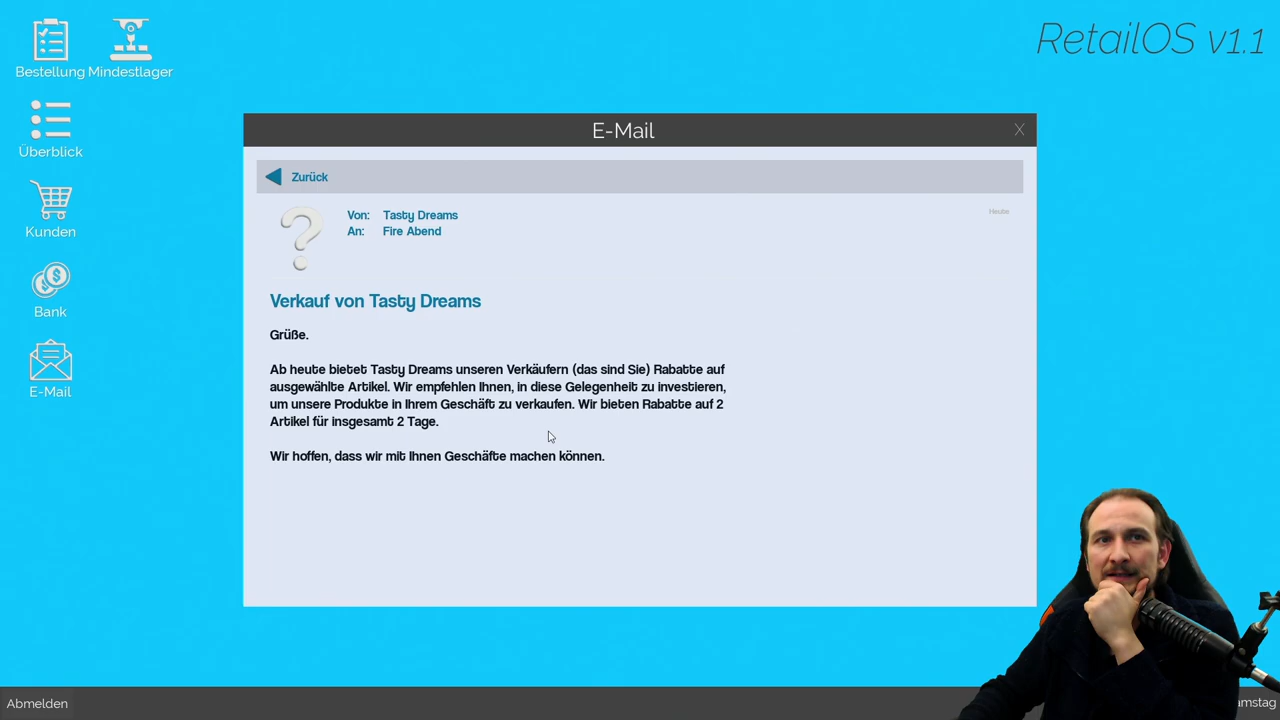 RetailOS v1.1
Bestellung
Mindestlager
Überblick
Kunden
Bank
E-Mail
E-Mail
X
Zurück
Von: Tasty Dreams
Heute
An: Fire Abend
Verkauf von Tasty Dreams
Grüße.
Ab heute bietet Tasty Dreams unseren Verkäufern (das sind Sie) Rabatte auf
ausgewählte Artikel. Wir empfehlen Ihnen, in diese Gelegenheit zu investieren,
um unsere Produkte in Ihrem Geschäft zu verkaufen. Wir bieten Rabatte auf 2
Artikel für insgesamt 2 Tage.
Wir hoffen, dass wir mit Ihnen Geschäfte machen können.
Abmelden